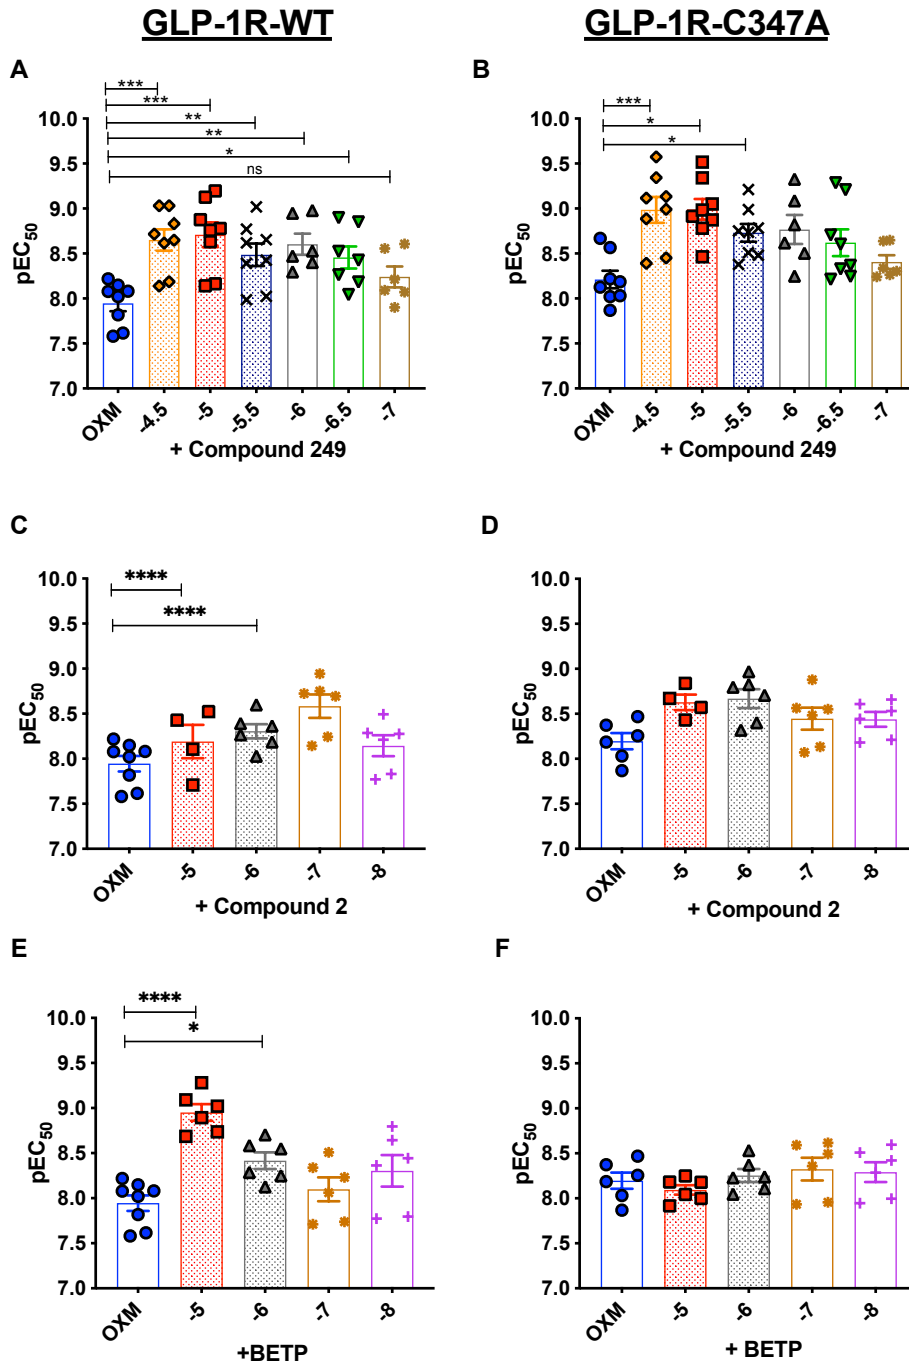 GLP-1R-WT
GLP-1R-C347A
A
***
***
**
**
*
ns
10.0
9.5
9.0
8.5
8.0
7.5
7.0
pEC50
OXM -4.5 -5 -5.5 -6 -6.5 -7
+ Compound 249
B
***
*
*
10.0
9.5
9.0
8.5
8.0
7.5
7.0
pEC50
OXM -4.5 -5 -5.5 -6 -6.5 -7
+ Compound 249
C
****
****
10.0
9.5
9.0
8.5
8.0
7.5
7.0
pEC50
OXM -5 -6 -7 -8
+ Compound 2
D
10.0
9.5
9.0
8.5
8.0
7.5
7.0
pEC50
OXM -5 -6 -7 -8
+ Compound 2
E
****
*
10.0
9.5
9.0
8.5
8.0
7.5
7.0
pEC50
OXM -5 -6 -7 -8
+BETP
F
10.0
9.5
9.0
8.5
8.0
7.5
7.0
pEC50
OXM -5 -6 -7 -8
+ BETP